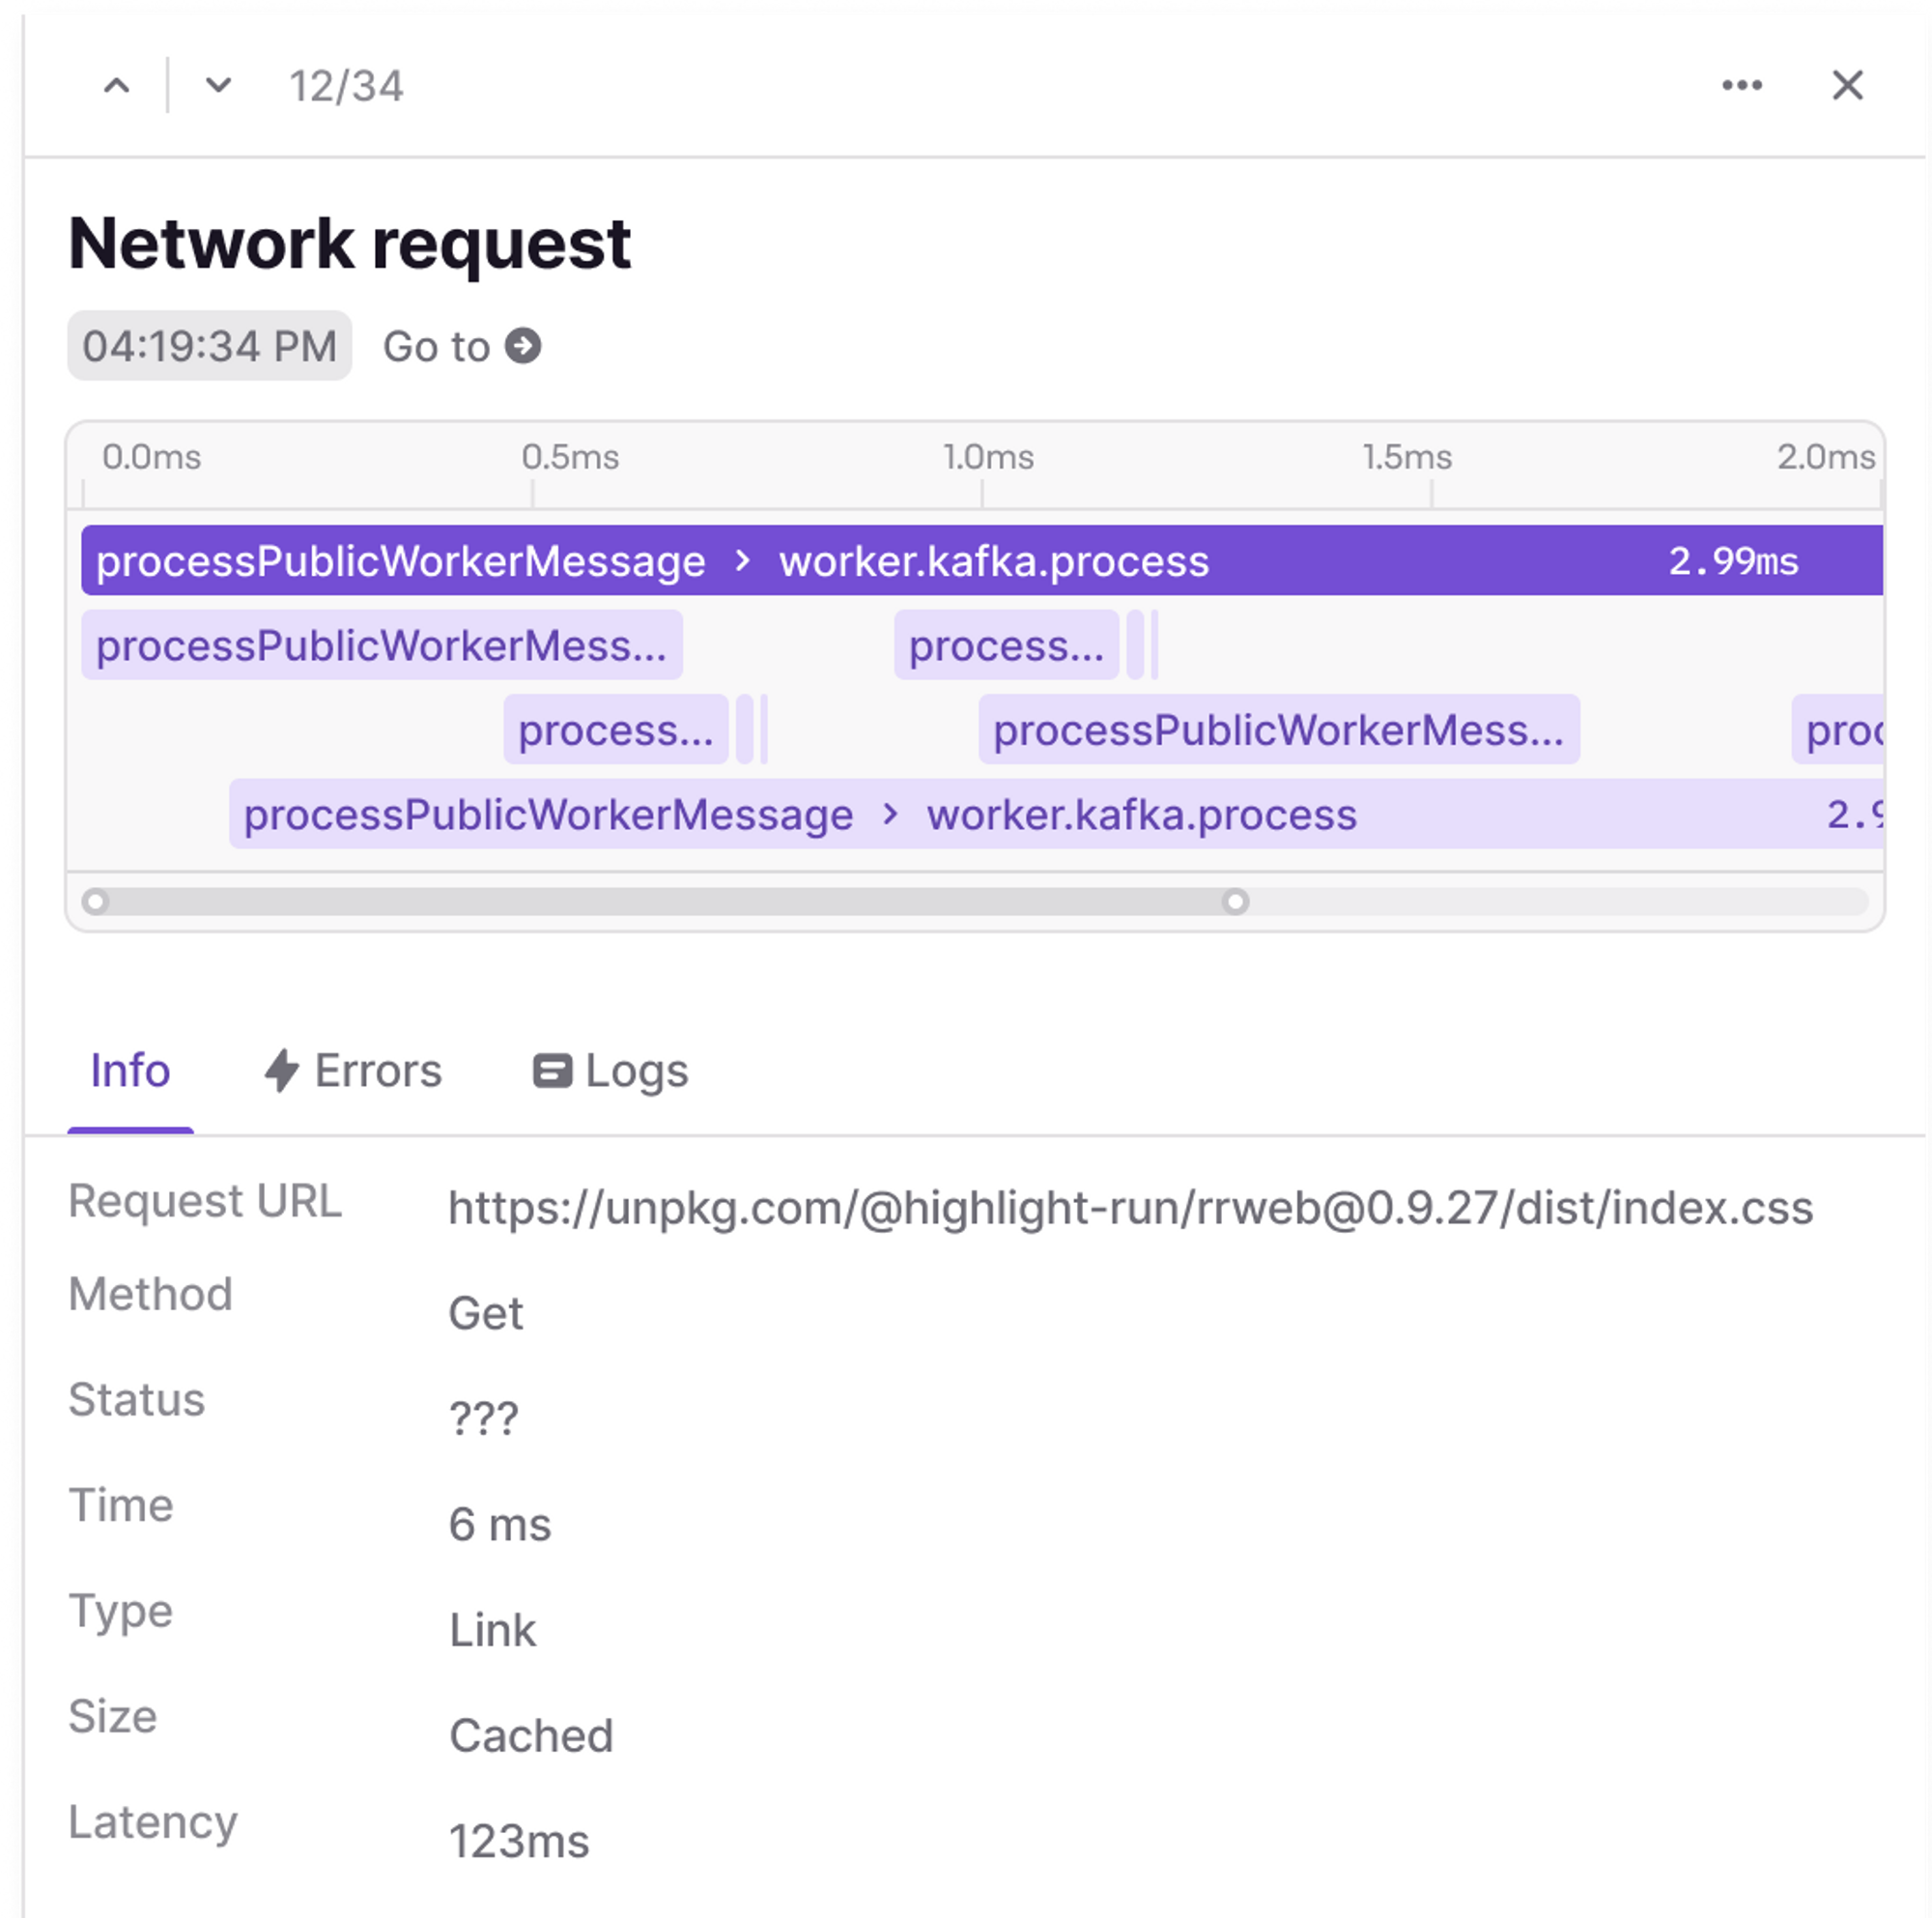 12/34
Network request
04:19:34 PM Go to
0.0ms 0.5ms 1.0ms 1.5ms 2.0ms
processPublicWorkerMessage > worker.kafka.process 2.99ms
processPublicWorkerMess... process...
process... processPublicWorkerMess... proc
processPublicWorkerMessage > worker.kafka.process 2.9
Info Errors Logs
Request URL https://unpkg.com/@highlight-run/rrweb@0.9.27/dist/index.css
Method Get
Status ???
Time 6 ms
Type Link
Size Cached
Latency 123ms